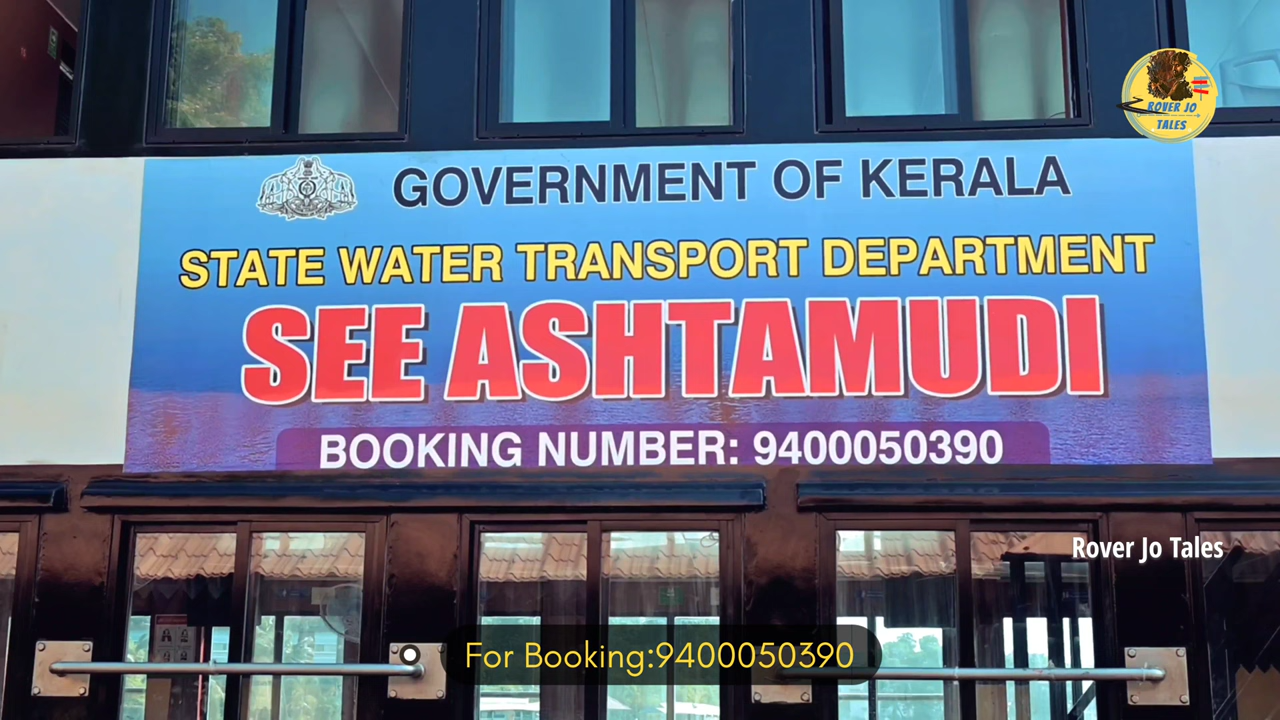 ROVER JO
TALES
GOVERNMENT OF KERALA
STATE WATER TRANSPORT DEPARTMENT
SEE ASHTAMUDI
BOOKING NUMBER: 9400050390
Rover Jo Tales
For Booking:9400050390